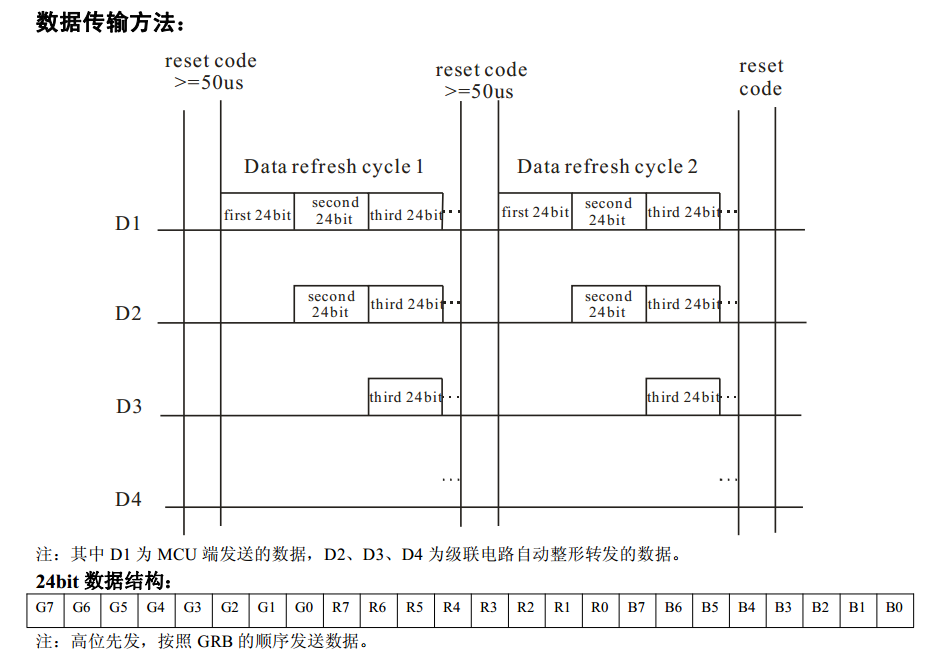 数据传输方法：
reset code
>=50us
reset code
>=50us
reset
code
Data refresh cycle 1
Data refresh cycle 2
D1
first 24bit
second
24bit
third 24bit
...
first 24bit
second
24bit
third 24bit
...
D2
second
24bit
third 24bit
...
second
24bit
third 24bit
...
D3
third 24bit
...
third 24bit
...
D4
...
...
注：其中 D1 为 MCU 端发送的数据，D2、D3、D4 为级联电路自动整形转发的数据。
24bit 数据结构：
G7 G6 G5 G4 G3 G2 G1 G0 R7 R6 R5 R4 R3 R2 R1 R0 B7 B6 B5 B4 B3 B2 B1 B0
注：高位先发，按照 GRB 的顺序发送数据。